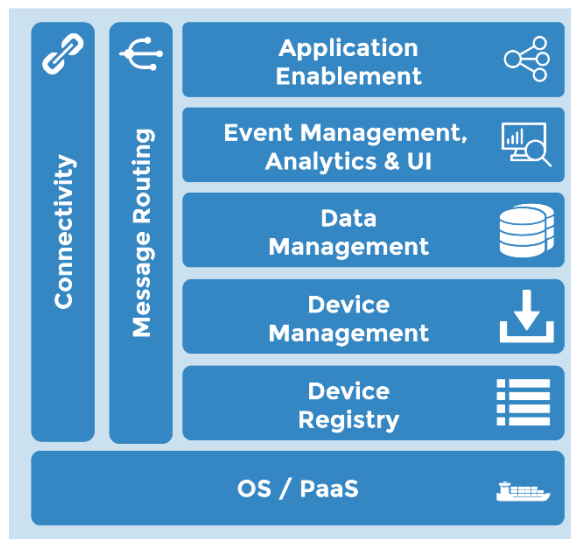 Connectivity
Message Routing
Application
Enablement
Event Management,
Analytics & UI
Data
Management
Device
Management
Device
Registry
OS / PaaS